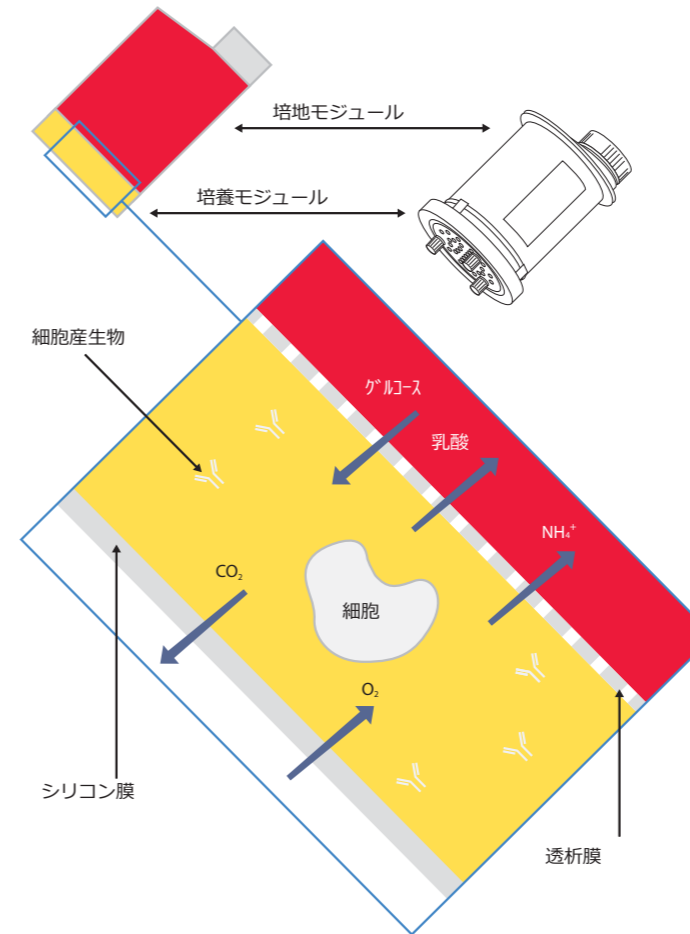 培地モジュール
培養モジュール
細胞産生物
グルコース
乳酸
NH₄⁺
CO₂
細胞
O₂
シリコン膜
透析膜